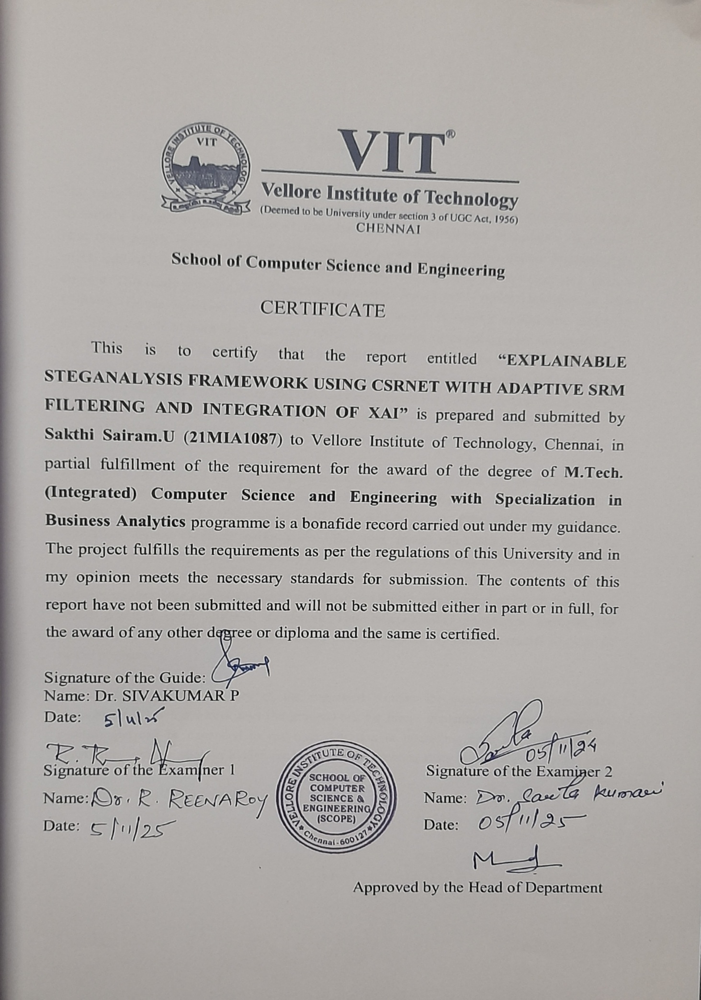 VELLORE INSTITUTE OF TECHNOLOGY
VIT
VIT®
Vellore Institute of Technology
(Deemed to be University under section 3 of UGC Act, 1956)
CHENNAI
School of Computer Science and Engineering
CERTIFICATE
This is to certify that the report entitled “EXPLAINABLE
STEGANALYSIS FRAMEWORK USING CSRNET WITH ADAPTIVE SRM
FILTERING AND INTEGRATION OF XAI” is prepared and submitted by
Sakthi Sairam.U (21MIA1087) to Vellore Institute of Technology, Chennai, in
partial fulfillment of the requirement for the award of the degree of M.Tech.
(Integrated) Computer Science and Engineering with Specialization in
Business Analytics programme is a bonafide record carried out under my guidance.
The project fulfills the requirements as per the regulations of this University and in
my opinion meets the necessary standards for submission. The contents of this
report have not been submitted and will not be submitted either in part or in full, for
the award of any other degree or diploma and the same is certified.
Signature of the Guide:
Name: Dr. SIVAKUMAR P
Date: 5/11/25
Signature of the Examiner 1
Name: Dr. R. REENA ROY
Date: 5/11/25
VELLORE INSTITUTE OF TECHNOLOGY
SCHOOL OF
COMPUTER
SCIENCE &
ENGINEERING
(SCOPE)
Chennai-600127
05/11/24
Signature of the Examiner 2
Name: Dr. Savita Kumari
Date: 05/11/25
Approved by the Head of Department